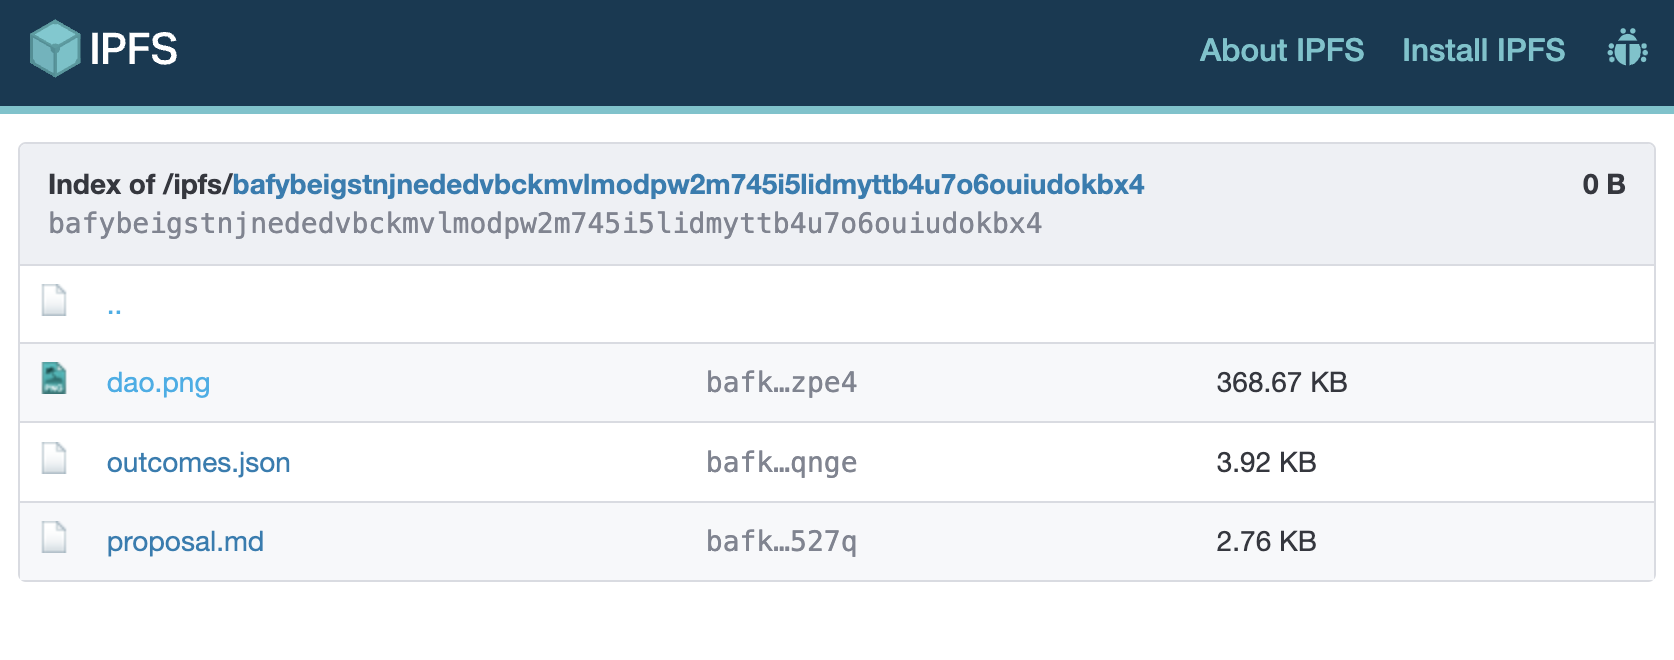 IPFS
About IPFS Install IPFS
Index of /ipfs/bafybeigstnjnededvbckmvlmodpw2m745i5lidmyttb4u7o6ouiudokbx4 0 B
bafybeigstnjnededvbckmvlmodpw2m745i5lidmyttb4u7o6ouiudokbx4
..
dao.png bafk…zpe4 368.67 KB
outcomes.json bafk…qnge 3.92 KB
proposal.md bafk…527q 2.76 KB